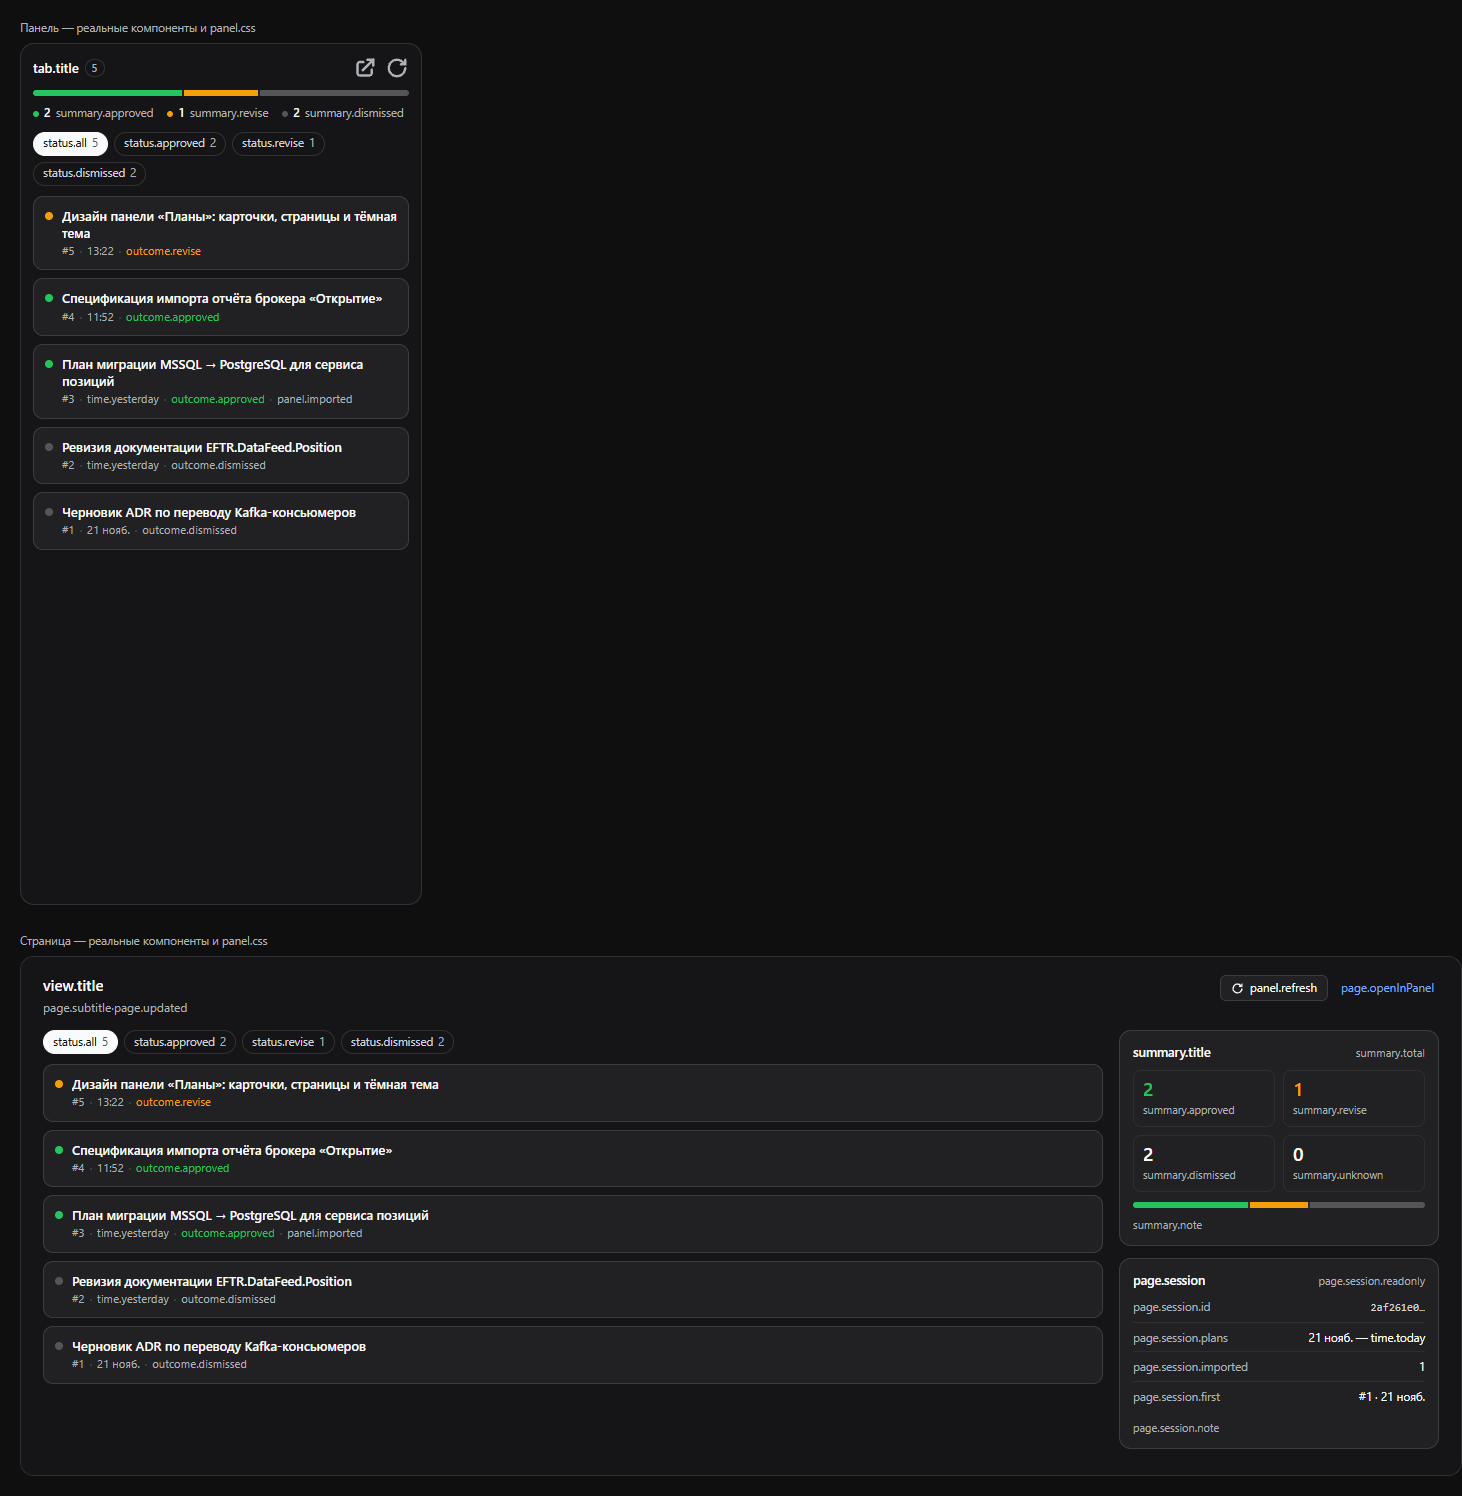 Панель — реальные компоненты и panel.css
tab.title 5
2 summary.approved 1 summary.revise 2 summary.dismissed
status.all 5 status.approved 2 status.revise 1
status.dismissed 2
Дизайн панели «Планы»: карточки, страницы и тёмная
тема
#5 · 13:22 · outcome.revise
Спецификация импорта отчёта брокера «Открытие»
#4 · 11:52 · outcome.approved
План миграции MSSQL → PostgreSQL для сервиса
позиций
#3 · time.yesterday · outcome.approved · panel.imported
Ревизия документации EFTR.DataFeed.Position
#2 · time.yesterday · outcome.dismissed
Черновик ADR по переводу Kafka-консьюмеров
#1 · 21 нояб. · outcome.dismissed
Страница — реальные компоненты и panel.css
view.title
page.subtitle·page.updated
panel.refresh page.openInPanel
status.all 5 status.approved 2 status.revise 1 status.dismissed 2
Дизайн панели «Планы»: карточки, страницы и тёмная тема
#5 · 13:22 · outcome.revise
Спецификация импорта отчёта брокера «Открытие»
#4 · 11:52 · outcome.approved
План миграции MSSQL → PostgreSQL для сервиса позиций
#3 · time.yesterday · outcome.approved · panel.imported
Ревизия документации EFTR.DataFeed.Position
#2 · time.yesterday · outcome.dismissed
Черновик ADR по переводу Kafka-консьюмеров
#1 · 21 нояб. · outcome.dismissed
summary.title summary.total
2 1
summary.approved summary.revise
2 0
summary.dismissed summary.unknown
summary.note
page.session page.session.readonly
page.session.id 2af261e0…
page.session.plans 21 нояб. — time.today
page.session.imported 1
page.session.first #1 · 21 нояб.
page.session.note